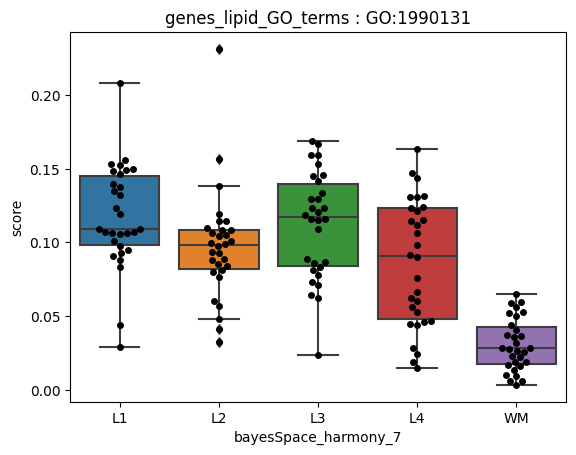 genes_lipid_GO_terms : GO:1990131
score
0.20
0.15
0.10
0.05
0.00
L1 L2 L3 L4 WM
bayesSpace_harmony_7